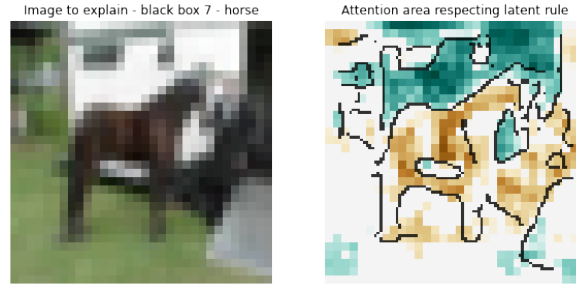 Image to explain - black box 7 - horse
Attention area respecting latent rule